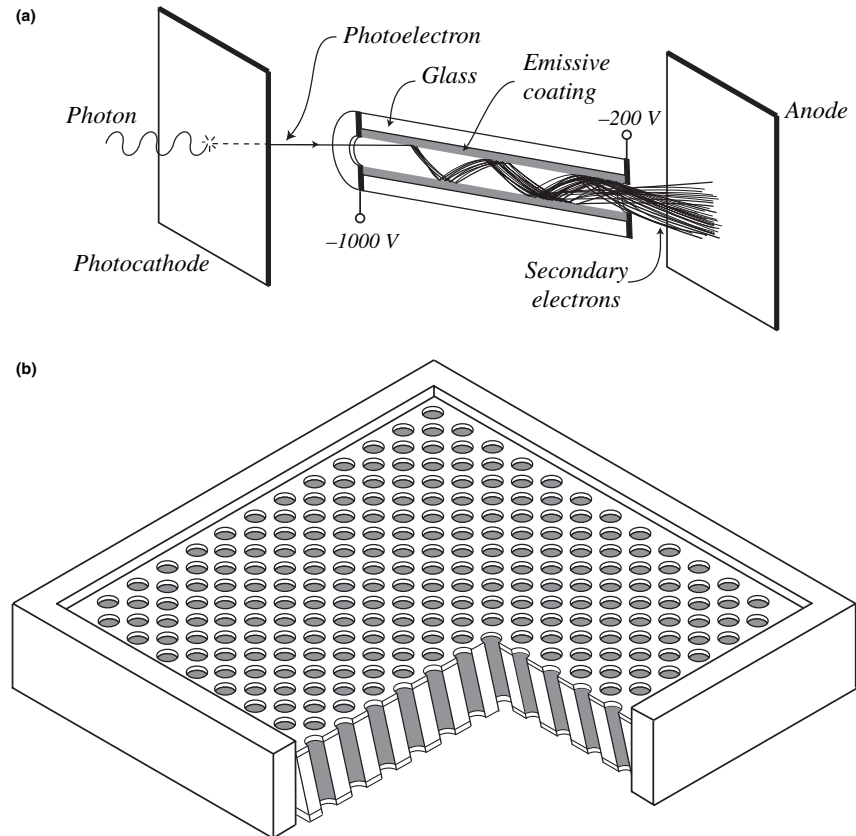 (a)
Photoelectron
Glass
Emissive
coating
Photon
–200 V
Anode
–1000 V
Photocathode
Secondary
electrons
(b)